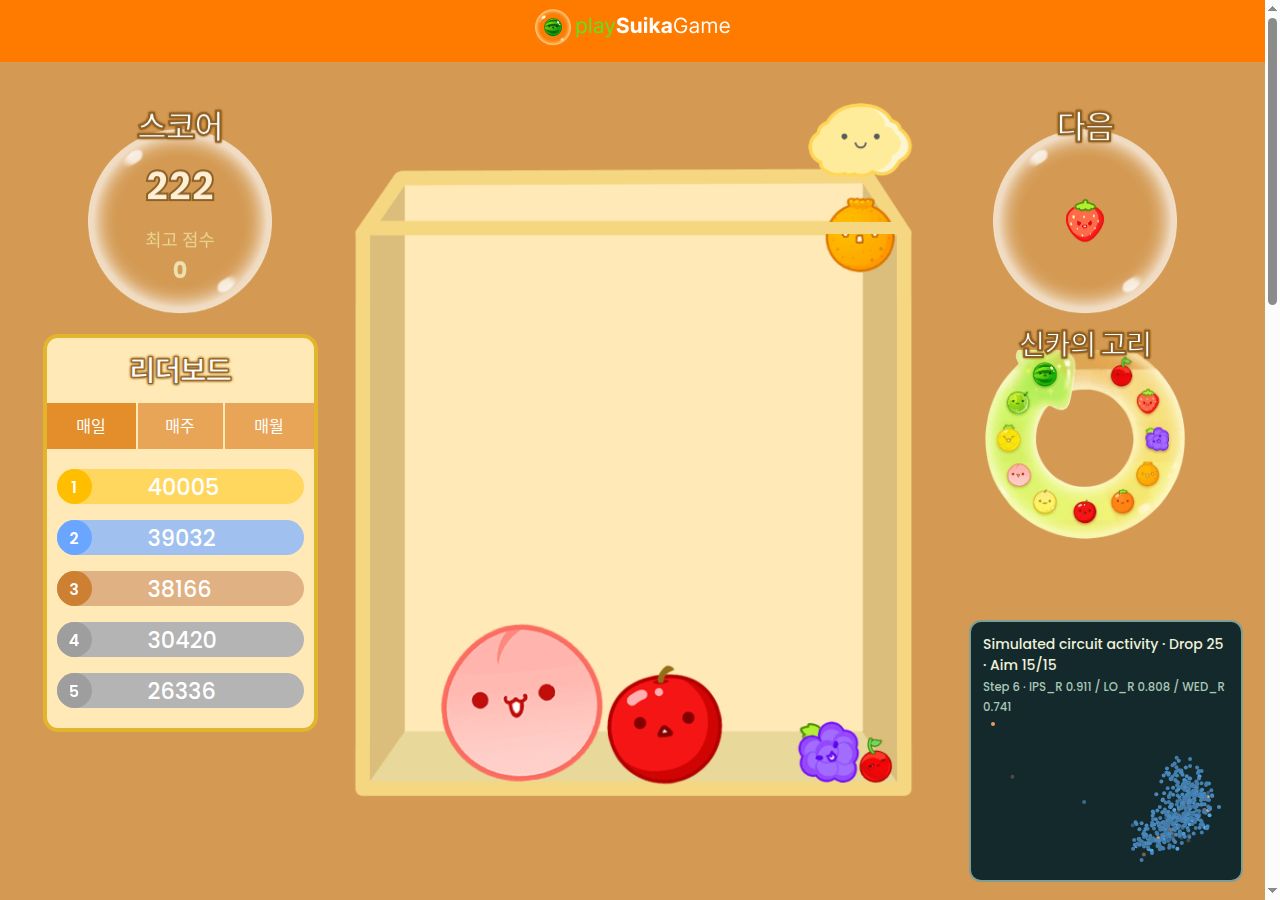 playSuikaGame
스코어
222
최고 점수
0
다음
리더보드
매일 매주 매월
1 40005
2 39032
3 38166
4 30420
5 26336
신카의 고리
Simulated circuit activity · Drop 25
· Aim 15/15
Step 6 · IPS_R 0.911 / LO_R 0.808 / WED_R
0.741